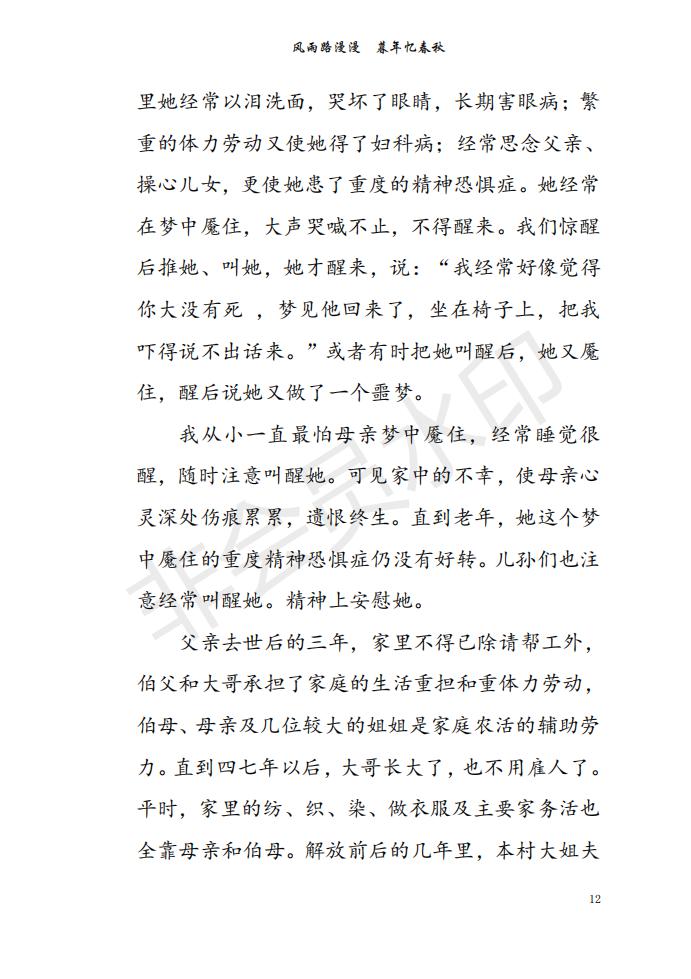 风雨路漫漫　暮年忆春秋
里她经常以泪洗面，哭坏了眼睛，长期害眼病；繁
重的体力劳动又使她得了妇科病；经常思念父亲、
操心儿女，更使她患了重度的精神恐惧症。她经常
在梦中魇住，大声哭喊不止，不得醒来。我们惊醒
后推她、叫她，她才醒来，说：“我经常好像觉得
你大没有死 ，梦见他回来了，坐在椅子上，把我
吓得说不出话来。”或者有时把她叫醒后，她又魇
住，醒后说她又做了一个噩梦。
我从小一直最怕母亲梦中魇住，经常睡觉很
醒，随时注意叫醒她。可见家中的不幸，使母亲心
灵深处伤痕累累，遗恨终生。直到老年，她这个梦
中魇住的重度精神恐惧症仍没有好转。儿孙们也注
意经常叫醒她。精神上安慰她。
父亲去世后的三年，家里不得已除请帮工外，
伯父和大哥承担了家庭的生活重担和重体力劳动，
伯母、母亲及几位较大的姐姐是家庭农活的辅助劳
力。直到四七年以后，大哥长大了，也不用雇人了。
平时，家里的纺、织、染、做衣服及主要家务活也
全靠母亲和伯母。解放前后的几年里，本村大姐夫
12
非会员水印